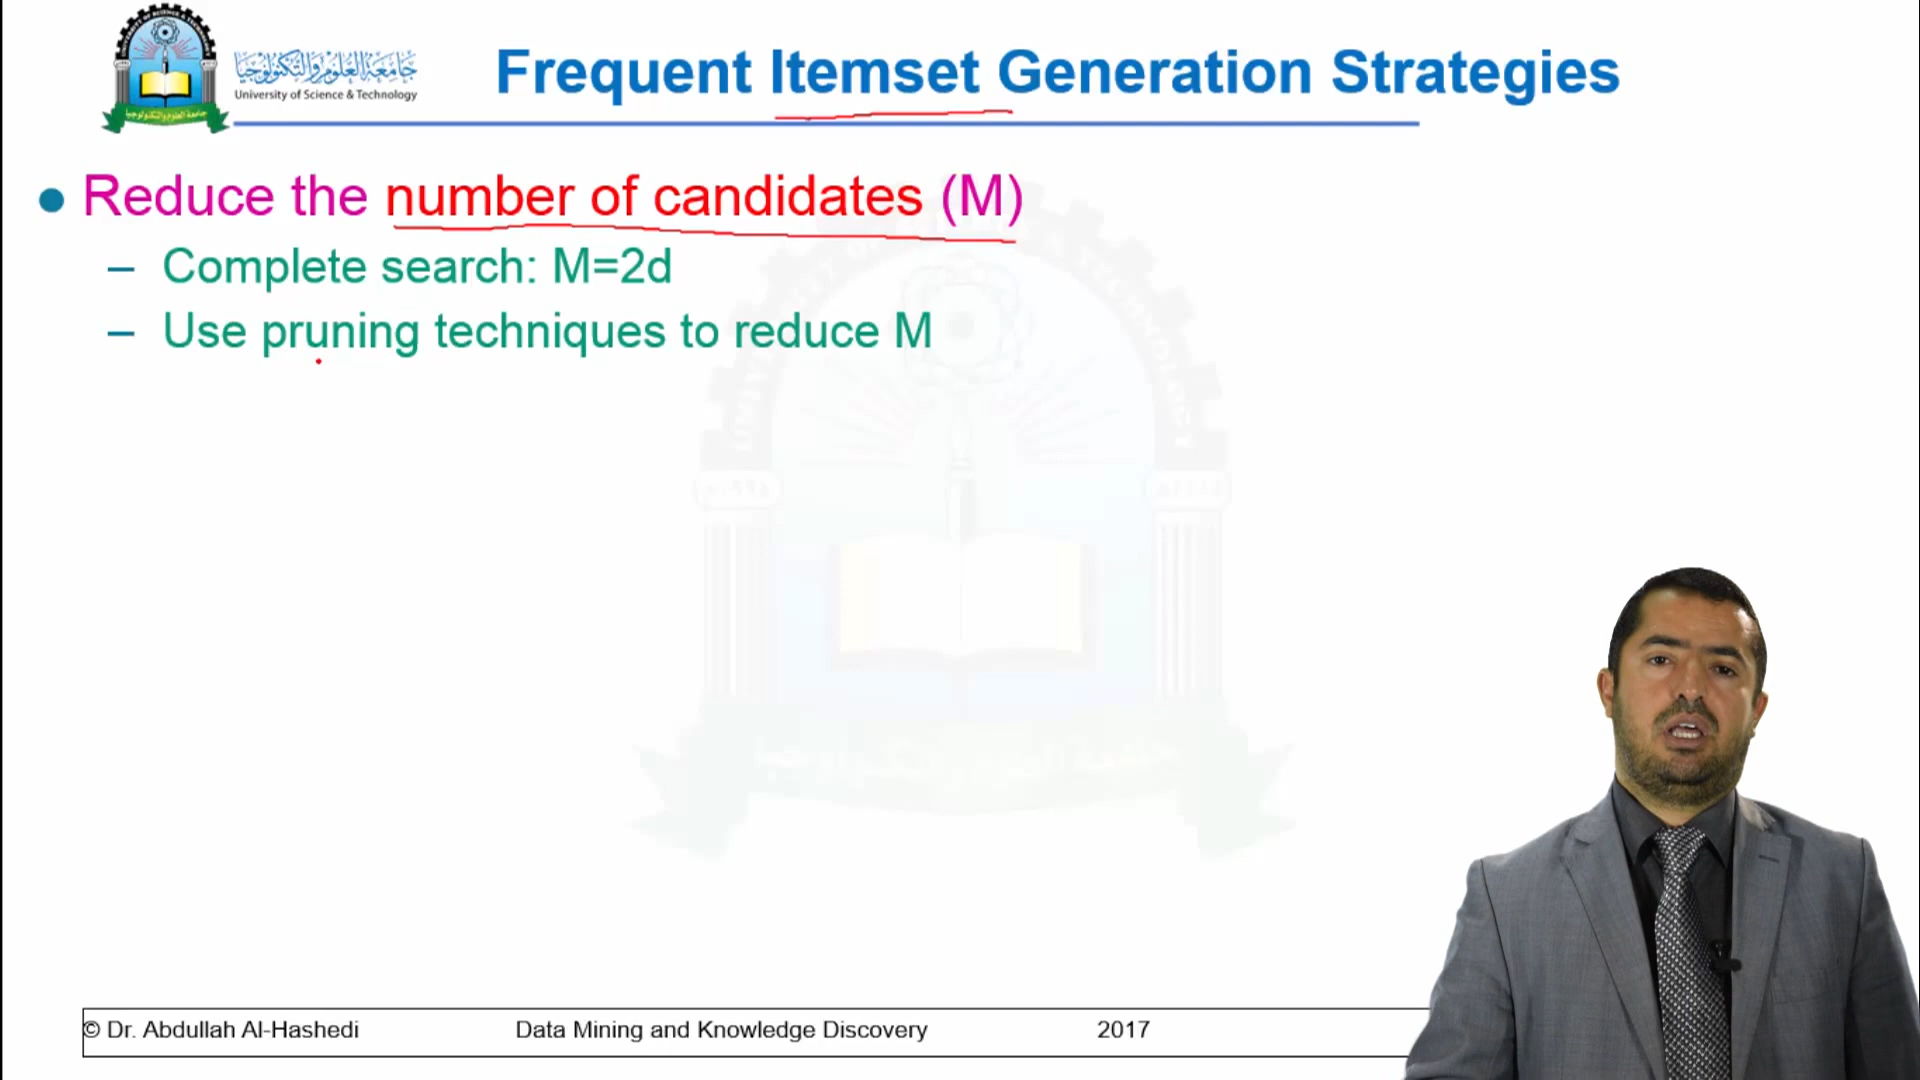 جامعة العلوم والتكنولوجيا
University of Science & Technology
Frequent Itemset Generation Strategies
● Reduce the number of candidates (M)
– Complete search: M=2d
– Use pruning techniques to reduce M
© Dr. Abdullah Al-Hashedi Data Mining and Knowledge Discovery 2017